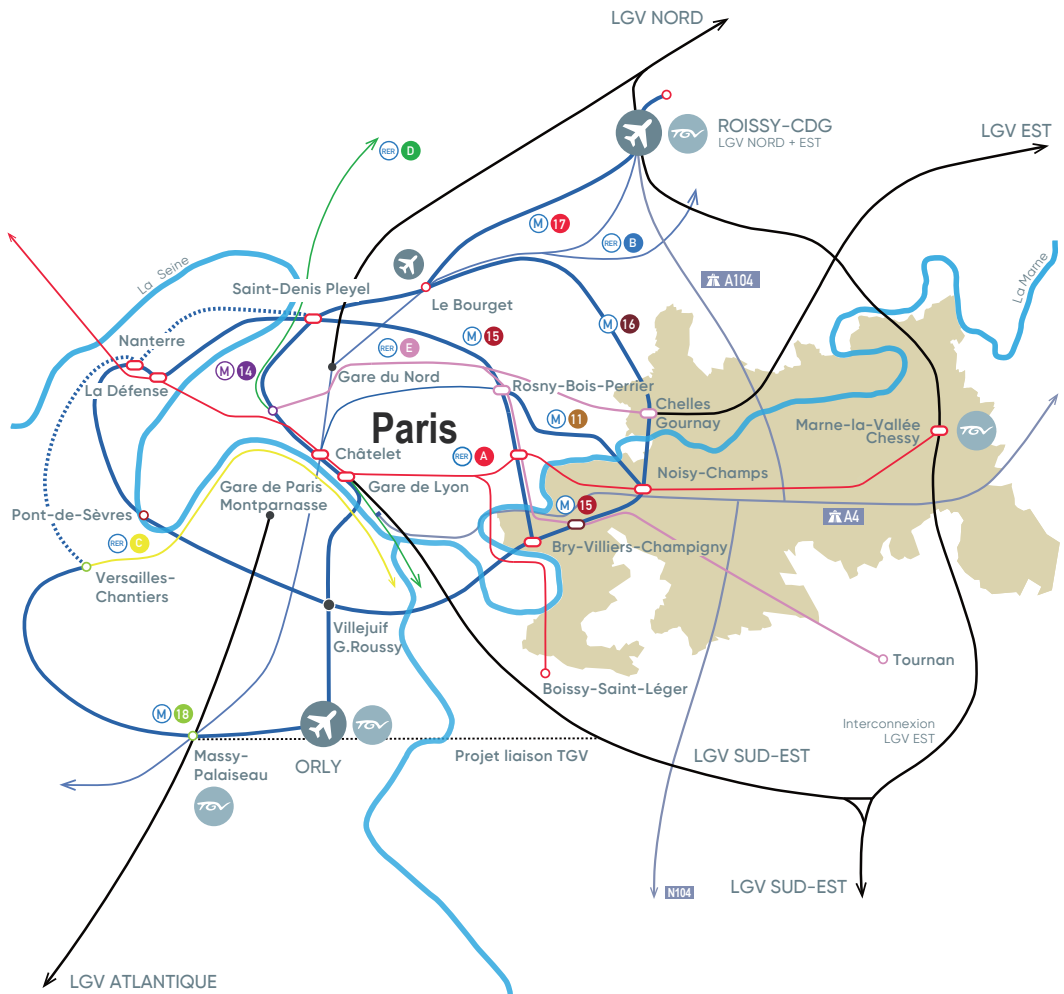 LGV NORD
ROISSY-CDG
LGV NORD + EST
TGV
LGV EST
RER D
M 17
RER B
A104
La Seine
La Marne
Saint-Denis Pleyel
Le Bourget
M 16
M 15
Nanterre
RER E
La Défense
M 14
Gare du Nord
Rosny-Bois-Perrier
Chelles
Gournay
M 11
Marne-la-Vallée
Chessy
TGV
Paris
Châtelet
RER A
Gare de Lyon
Noisy-Champs
Gare de Paris
Montparnasse
M 15
A4
Pont-de-Sèvres
RER C
Bry-Villiers-Champigny
Versailles-
Chantiers
Villejuif
G.Roussy
Tournan
Boissy-Saint-Léger
M 18
TGV
Interconnexion
LGV EST
Massy-
Palaiseau
TGV
ORLY
Projet liaison TGV
LGV SUD-EST
LGV SUD-EST
N104
LGV ATLANTIQUE